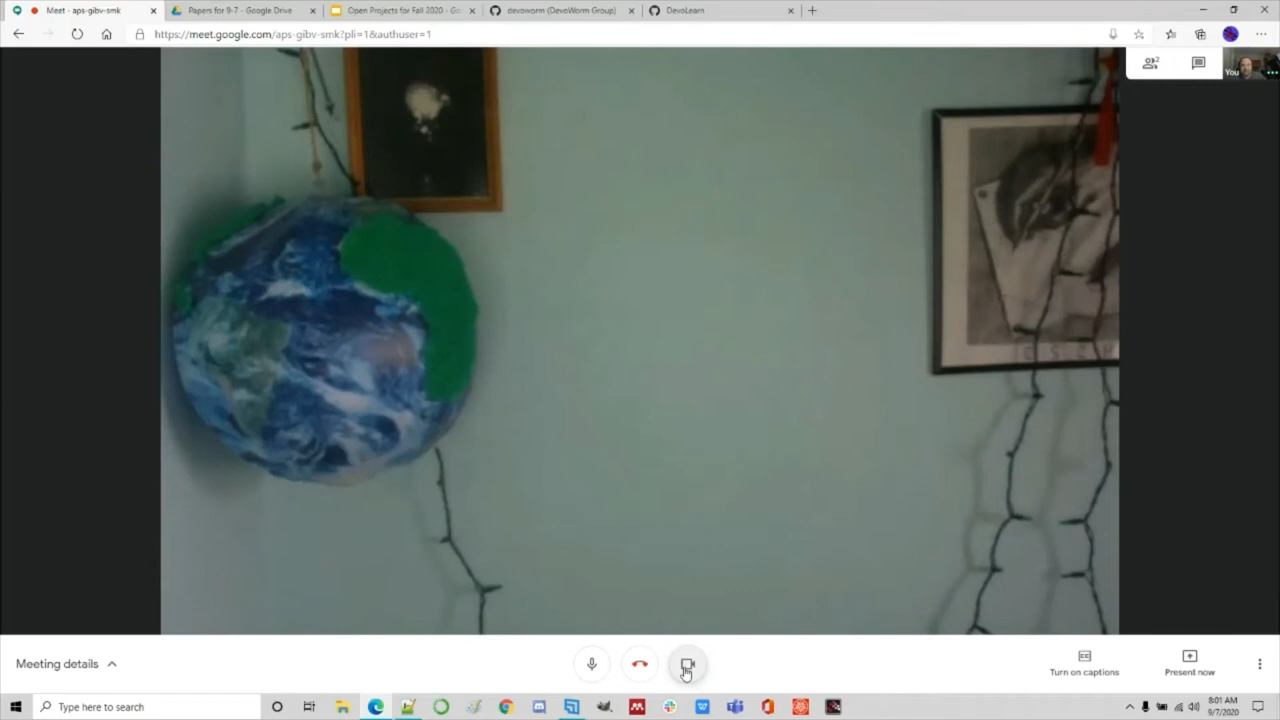 Meet - aps-gibv-smk
Papers for 9-7 - Google Drive
Open Projects for Fall 2020 - Go
devoworm (DevoWorm Group)
DevoLearn
https://meet.google.com/aps-gibv-smk?pli=1&authuser=1
2
You
Meeting details
Turn on captions
Present now
Type here to search
8:01 AM
9/7/2020